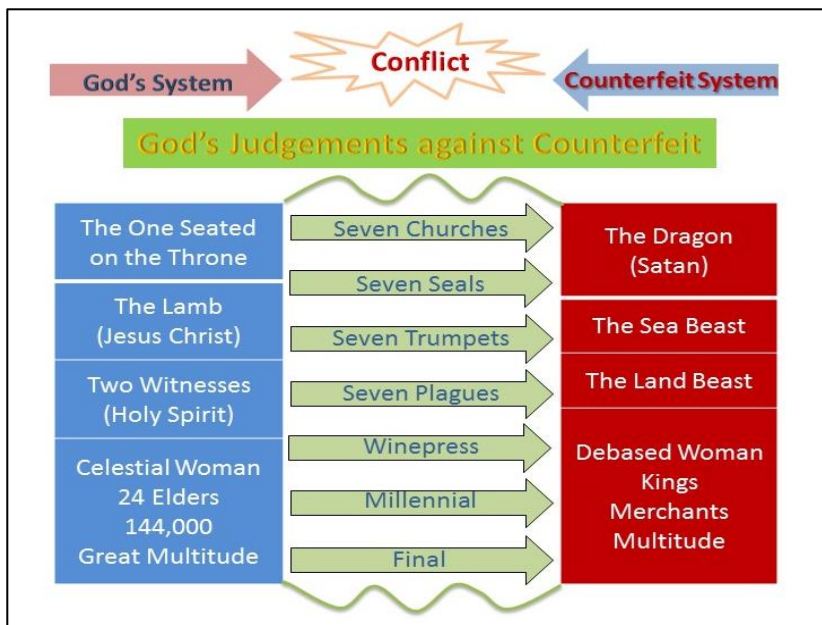 Conflict
God's System
Counterfeit System
God's Judgements against Counterfeit
The One Seated
on the Throne
The Lamb
(Jesus Christ)
Two Witnesses
(Holy Spirit)
Celestial Woman
24 Elders
144,000
Great Multitude
Seven Churches
Seven Seals
Seven Trumpets
Seven Plagues
Winepress
Millennial
Final
The Dragon
(Satan)
The Sea Beast
The Land Beast
Debased Woman
Kings
Merchants
Multitude